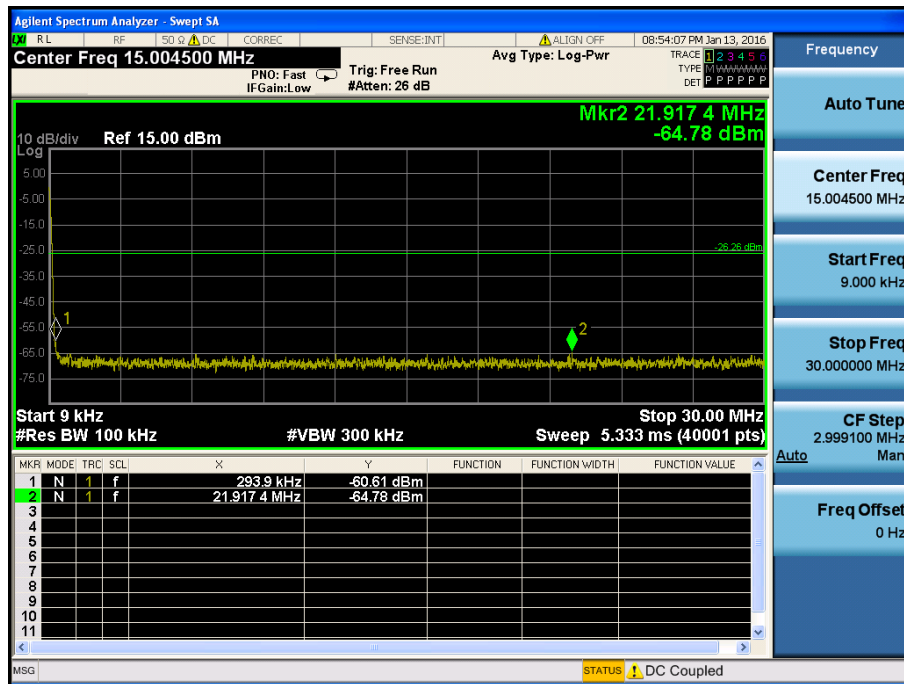 Agilent Spectrum Analyzer - Swept SA
LXI RL RF 50 Ω DC CORREC SENSE:INT ALIGN OFF 08:54:07 PM Jan 13, 2016
Center Freq 15.004500 MHz
PNO: Fast
IFGain:Low
Trig: Free Run
#Atten: 26 dB
Avg Type: Log-Pwr
TRACE 1 2 3 4 5 6
TYPE M W W W W W
DET P P P P P P
Mkr2 21.917 4 MHz
-64.78 dBm
10 dB/div Ref 15.00 dBm
Log
5.00
-5.00
-15.0
-25.0
-26.26 dBm
-35.0
-45.0
1
-55.0
2
-65.0
-75.0
Start 9 kHz Stop 30.00 MHz
#Res BW 100 kHz #VBW 300 kHz Sweep 5.333 ms (40001 pts)
MKR MODE TRC SCL X Y FUNCTION FUNCTION WIDTH FUNCTION VALUE
1 N 1 f 293.9 kHz -60.61 dBm
2 N 1 f 21.917 4 MHz -64.78 dBm
3
4
5
6
7
8
9
10
11
MSG STATUS DC Coupled
Frequency
Auto Tune
Center Freq
15.004500 MHz
Start Freq
9.000 kHz
Stop Freq
30.000000 MHz
CF Step
2.999100 MHz
Auto Man
Freq Offset
0 Hz